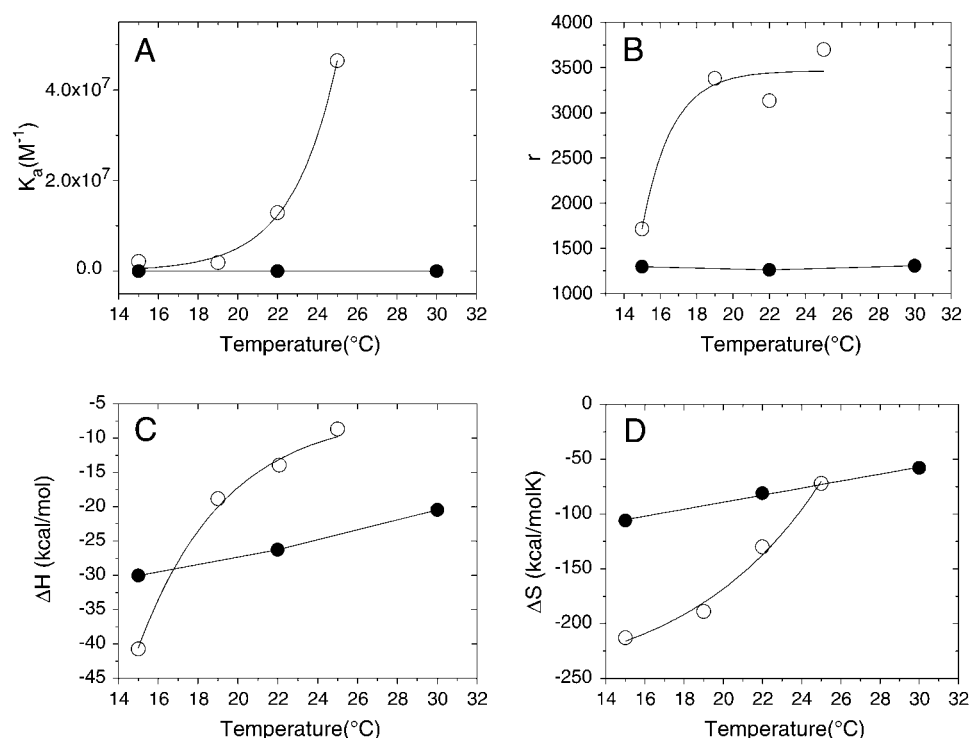 A
4.0x10⁷
2.0x10⁷
0.0
Kₐ(M⁻¹)
14 16 18 20 22 24 26 28 30 32
Temperature(°C)
B
4000
3500
3000
2500
2000
1500
1000
r
14 16 18 20 22 24 26 28 30 32
Temperature(°C)
C
-5
-10
-15
-20
-25
-30
-35
-40
-45
ΔH (kcal/mol)
14 16 18 20 22 24 26 28 30 32
Temperature(°C)
D
0
-50
-100
-150
-200
-250
ΔS (kcal/molK)
14 16 18 20 22 24 26 28 30 32
Temperature(°C)